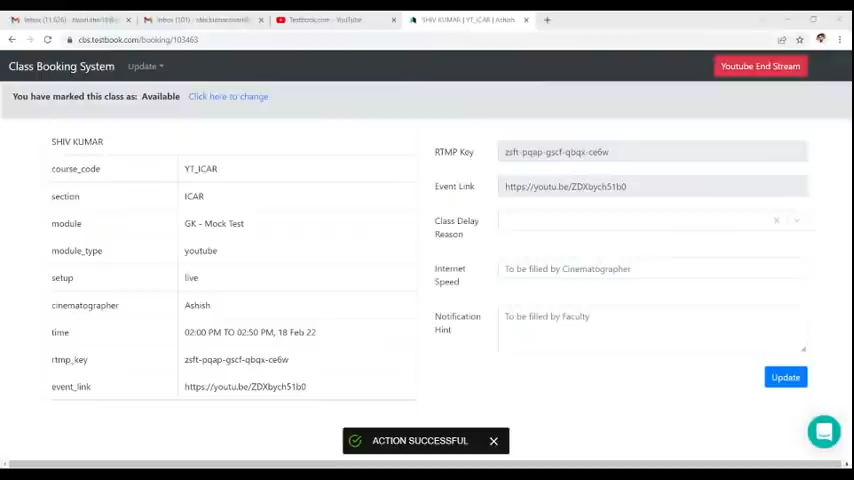 Inbox (101)
Testbook.com - YouTube
SHIV KUMAR | YT_ICAR | Ashish
cbs.testbook.com/booking/103463
Class Booking System Update Youtube End Stream
You have marked this class as: Available Click here to change
SHIV KUMAR
course_code YT_ICAR
section ICAR
module GK - Mock Test
module_type youtube
setup live
cinematographer Ashish
time 02:00 PM TO 02:50 PM, 18 Feb 22
rtmp_key zsft-pqap-gscf-qbqx-ce6w
event_link https://youtu.be/ZDXbych51b0
RTMP Key zsft-pqap-gscf-qbqx-ce6w
Event Link https://youtu.be/ZDXbych51b0
Class Delay
Reason
Internet
Speed
To be filled by Cinematographer
Notification
Hint
To be filled by Faculty
Update
ACTION SUCCESSFUL